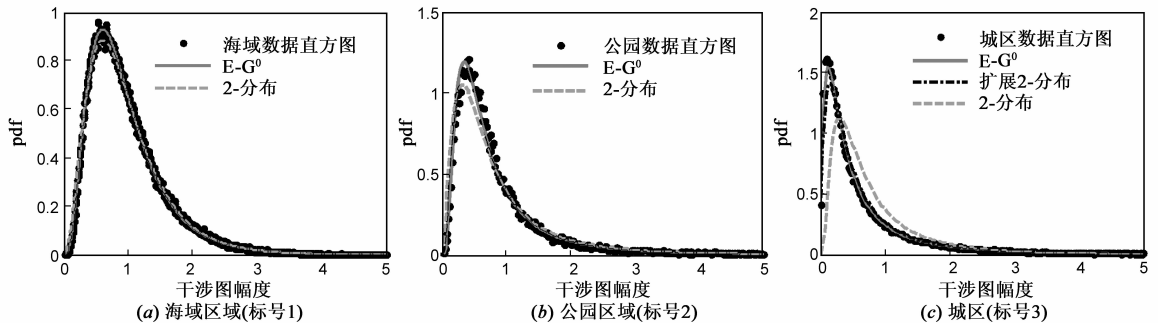 1
0.8
0.6
0.4
0.2
0
pdf
海域数据直方图
E-G⁰
2-分布
0 1 2 3 4 5
干涉图幅度
(a) 海域区域(标号1)
1.5
1.0
0.5
0
pdf
公园数据直方图
E-G⁰
2-分布
0 1 2 3 4 5
干涉图幅度
(b) 公园区域(标号2)
2
1.5
1
0.5
0
pdf
城区数据直方图
E-G⁰
扩展2-分布
2-分布
0 1 2 3 4 5
干涉图幅度
(c) 城区(标号3)